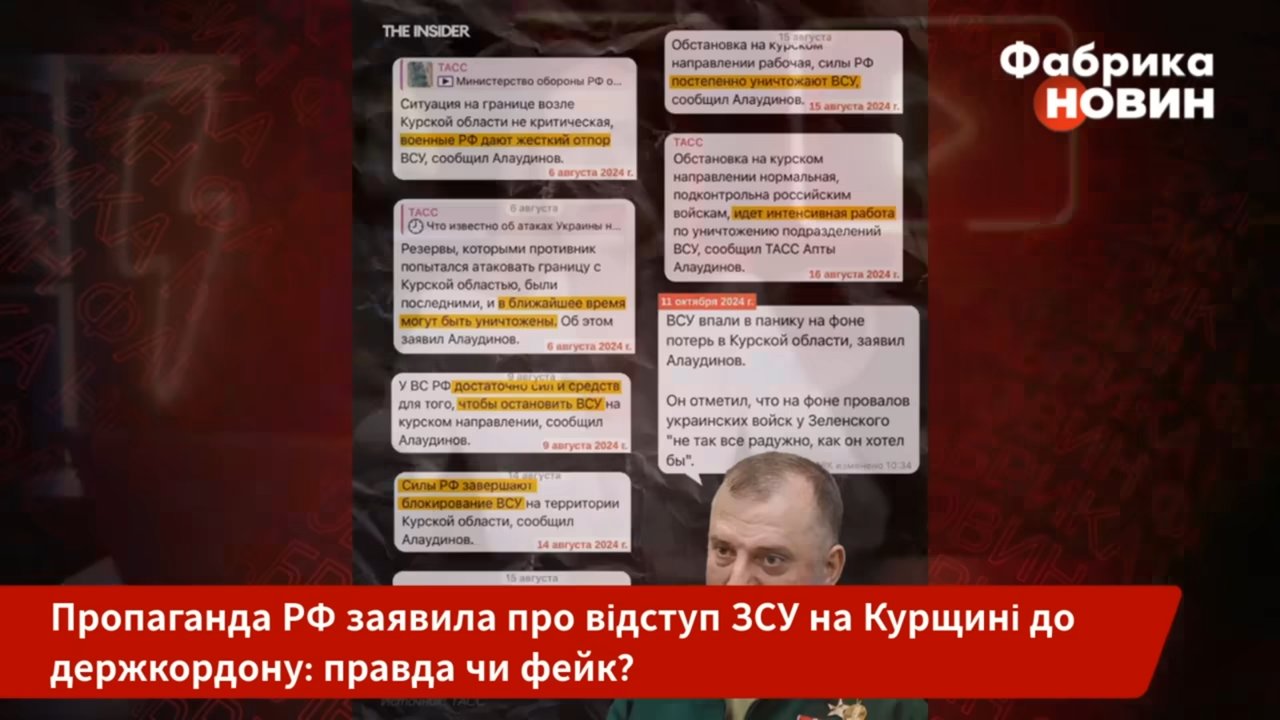 THE INSIDER
ТАСС
Министерство обороны РФ о...
Ситуация на границе возле
Курской области не критическая,
военные РФ дают жесткий отпор
ВСУ, сообщил Алаудинов.
6 августа 2024 г.
6 августа
ТАСС
Что известно об атаках Украины н...
Резервы, которыми противник
попытался атаковать границу с
Курской областью, были
последними, и в ближайшее время
могут быть уничтожены. Об этом
заявил Алаудинов.
6 августа 2024 г.
9 августа
У ВС РФ достаточно сил и средств
для того, чтобы остановить ВСУ на
курском направлении, сообщил
Алаудинов.
9 августа 2024 г.
14 августа
Силы РФ завершают
блокирование ВСУ на территории
Курской области, сообщил
Алаудинов.
14 августа 2024 г.
15 августа
15 августа
Обстановка на курском
направлении рабочая, силы РФ
постепенно уничтожают ВСУ,
сообщил Алаудинов.
15 августа 2024 г.
ТАСС
Обстановка на курском
направлении нормальная,
подконтрольна российским
войскам, идет интенсивная работа
по уничтожению подразделений
ВСУ, сообщил ТАСС Апты
Алаудинов.
16 августа 2024 г.
11 октября 2024 г.
ВСУ впали в панику на фоне
потерь в Курской области, заявил
Алаудинов.
Он отметил, что на фоне провалов
украинских войск у Зеленского
"не так все радужно, как он хотел
бы".
изменено 10:34
Фабрика
НОВИН
Пропаганда РФ заявила про відступ ЗСУ на Курщині до
держкордону: правда чи фейк?
Источник: ТАСС